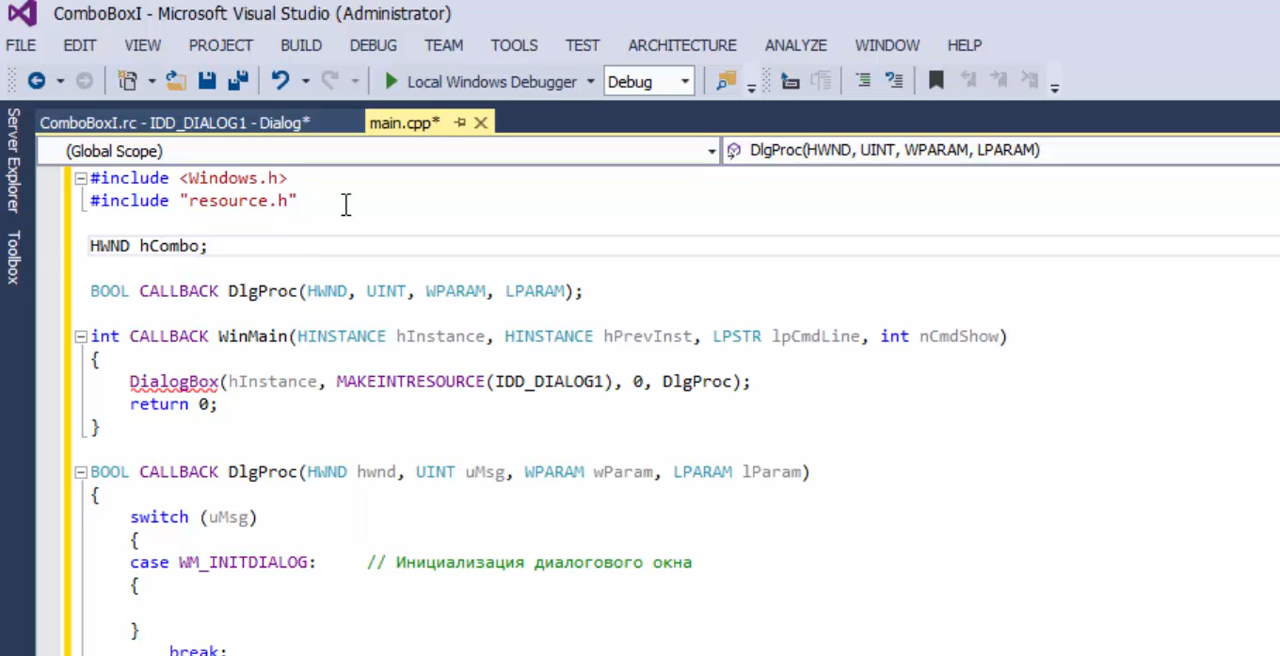 ComboBoxI - Microsoft Visual Studio (Administrator)
FILE EDIT VIEW PROJECT BUILD DEBUG TEAM TOOLS TEST ARCHITECTURE ANALYZE WINDOW HELP
Local Windows Debugger Debug
Server Explorer
Toolbox
ComboBoxI.rc - IDD_DIALOG1 - Dialog* main.cpp*
(Global Scope) DlgProc(HWND, UINT, WPARAM, LPARAM)
#include <Windows.h>
#include "resource.h"
HWND hCombo;
BOOL CALLBACK DlgProc(HWND, UINT, WPARAM, LPARAM);
int CALLBACK WinMain(HINSTANCE hInstance, HINSTANCE hPrevInst, LPSTR lpCmdLine, int nCmdShow)
{
DialogBox(hInstance, MAKEINTRESOURCE(IDD_DIALOG1), 0, DlgProc);
return 0;
}
BOOL CALLBACK DlgProc(HWND hwnd, UINT uMsg, WPARAM wParam, LPARAM lParam)
{
switch (uMsg)
{
case WM_INITDIALOG: // Инициализация диалогового окна
{
}
break;